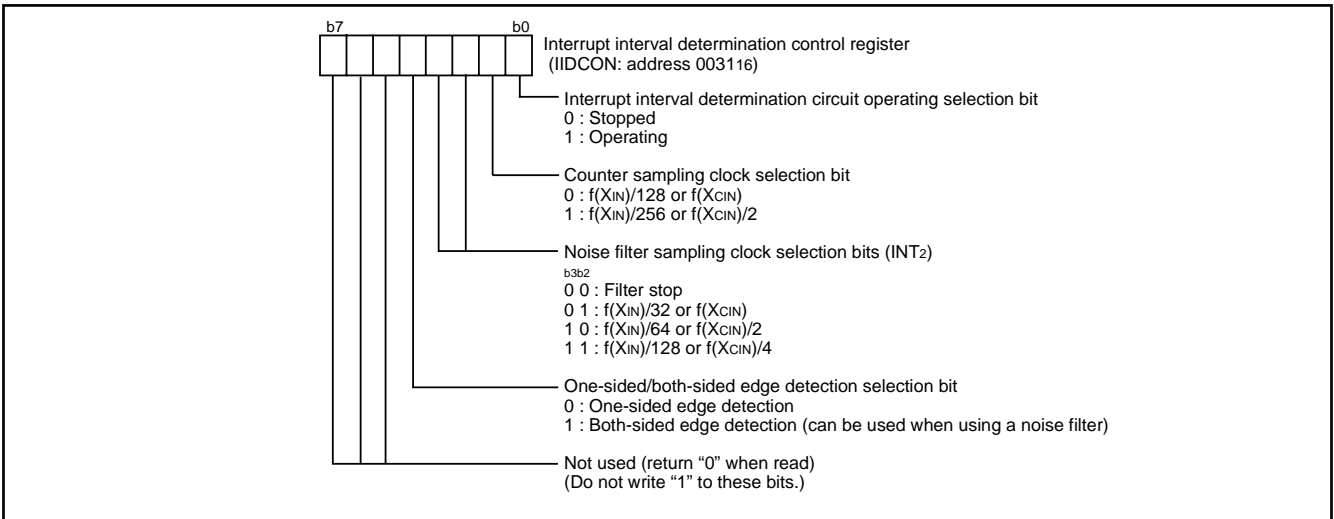 b7 b0
Interrupt interval determination control register
(IIDCON: address 003116)
Interrupt interval determination circuit operating selection bit
0 : Stopped
1 : Operating
Counter sampling clock selection bit
0 : f(XIN)/128 or f(XCIN)
1 : f(XIN)/256 or f(XCIN)/2
Noise filter sampling clock selection bits (INT2)
b3b2
0 0 : Filter stop
0 1 : f(XIN)/32 or f(XCIN)
1 0 : f(XIN)/64 or f(XCIN)/2
1 1 : f(XIN)/128 or f(XCIN)/4
One-sided/both-sided edge detection selection bit
0 : One-sided edge detection
1 : Both-sided edge detection (can be used when using a noise filter)
Not used (return “0” when read)
(Do not write “1” to these bits.)